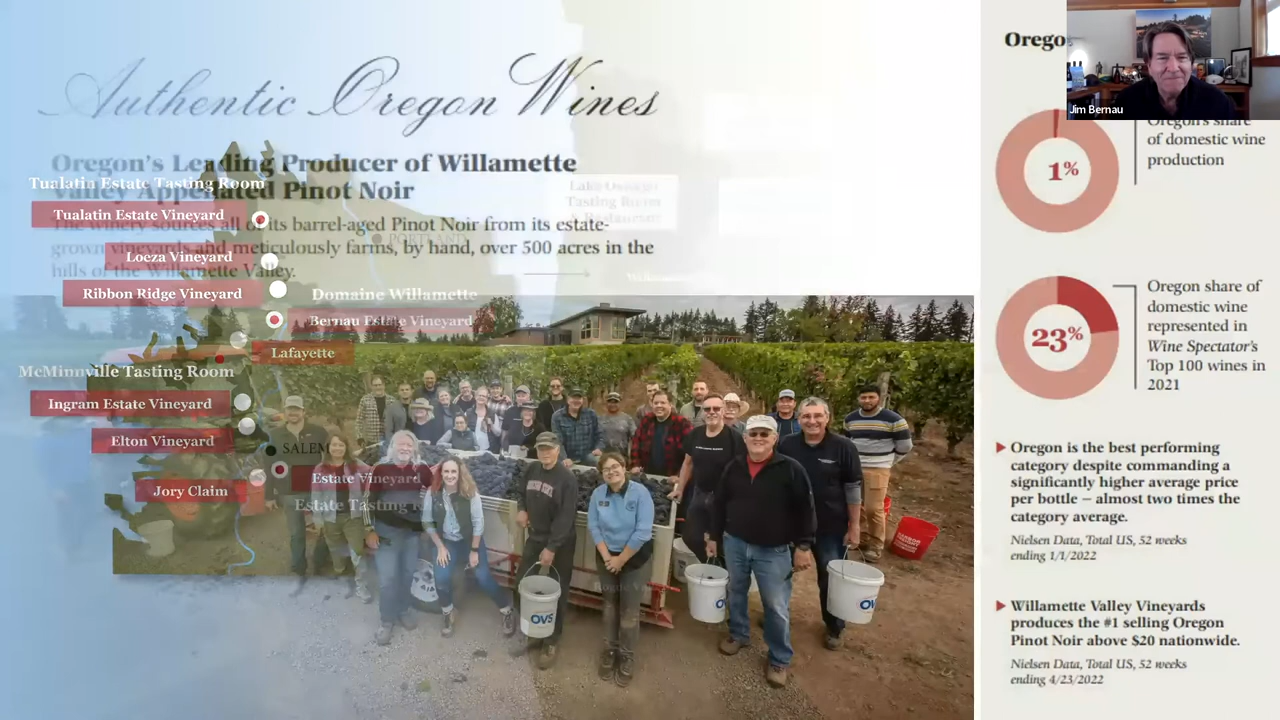 Authentic Oregon Wines
Oregon's Leading Producer of Willamette
Valley Appellated Pinot Noir
The winery sources all of its barrel-aged Pinot Noir from its estate-
grown vineyards and meticulously farms, by hand, over 500 acres in the
hills of the Willamette Valley.
Tualatin Estate Tasting Room
Tualatin Estate Vineyard
Loeza Vineyard
Ribbon Ridge Vineyard
Domaine Willamette
Bernau Estate Vineyard
Lafayette
McMinnville Tasting Room
Ingram Estate Vineyard
Elton Vineyard
SALEM
Estate Vineyard
Jory Claim
Estate Tasting
Lake Oswego
Tasting Room
& Restaurant
PORTLAND
OVS
Orego
Jim Bernau
1%
Oregon's share
of domestic wine
production
23%
Oregon share of
domestic wine
represented in
Wine Spectator's
Top 100 wines in
2021
Oregon is the best performing
category despite commanding a
significantly higher average price
per bottle – almost two times the
category average.
Nielsen Data, Total US, 52 weeks
ending 1/1/2022
Willamette Valley Vineyards
produces the #1 selling Oregon
Pinot Noir above $20 nationwide.
Nielsen Data, Total US, 52 weeks
ending 4/23/2022